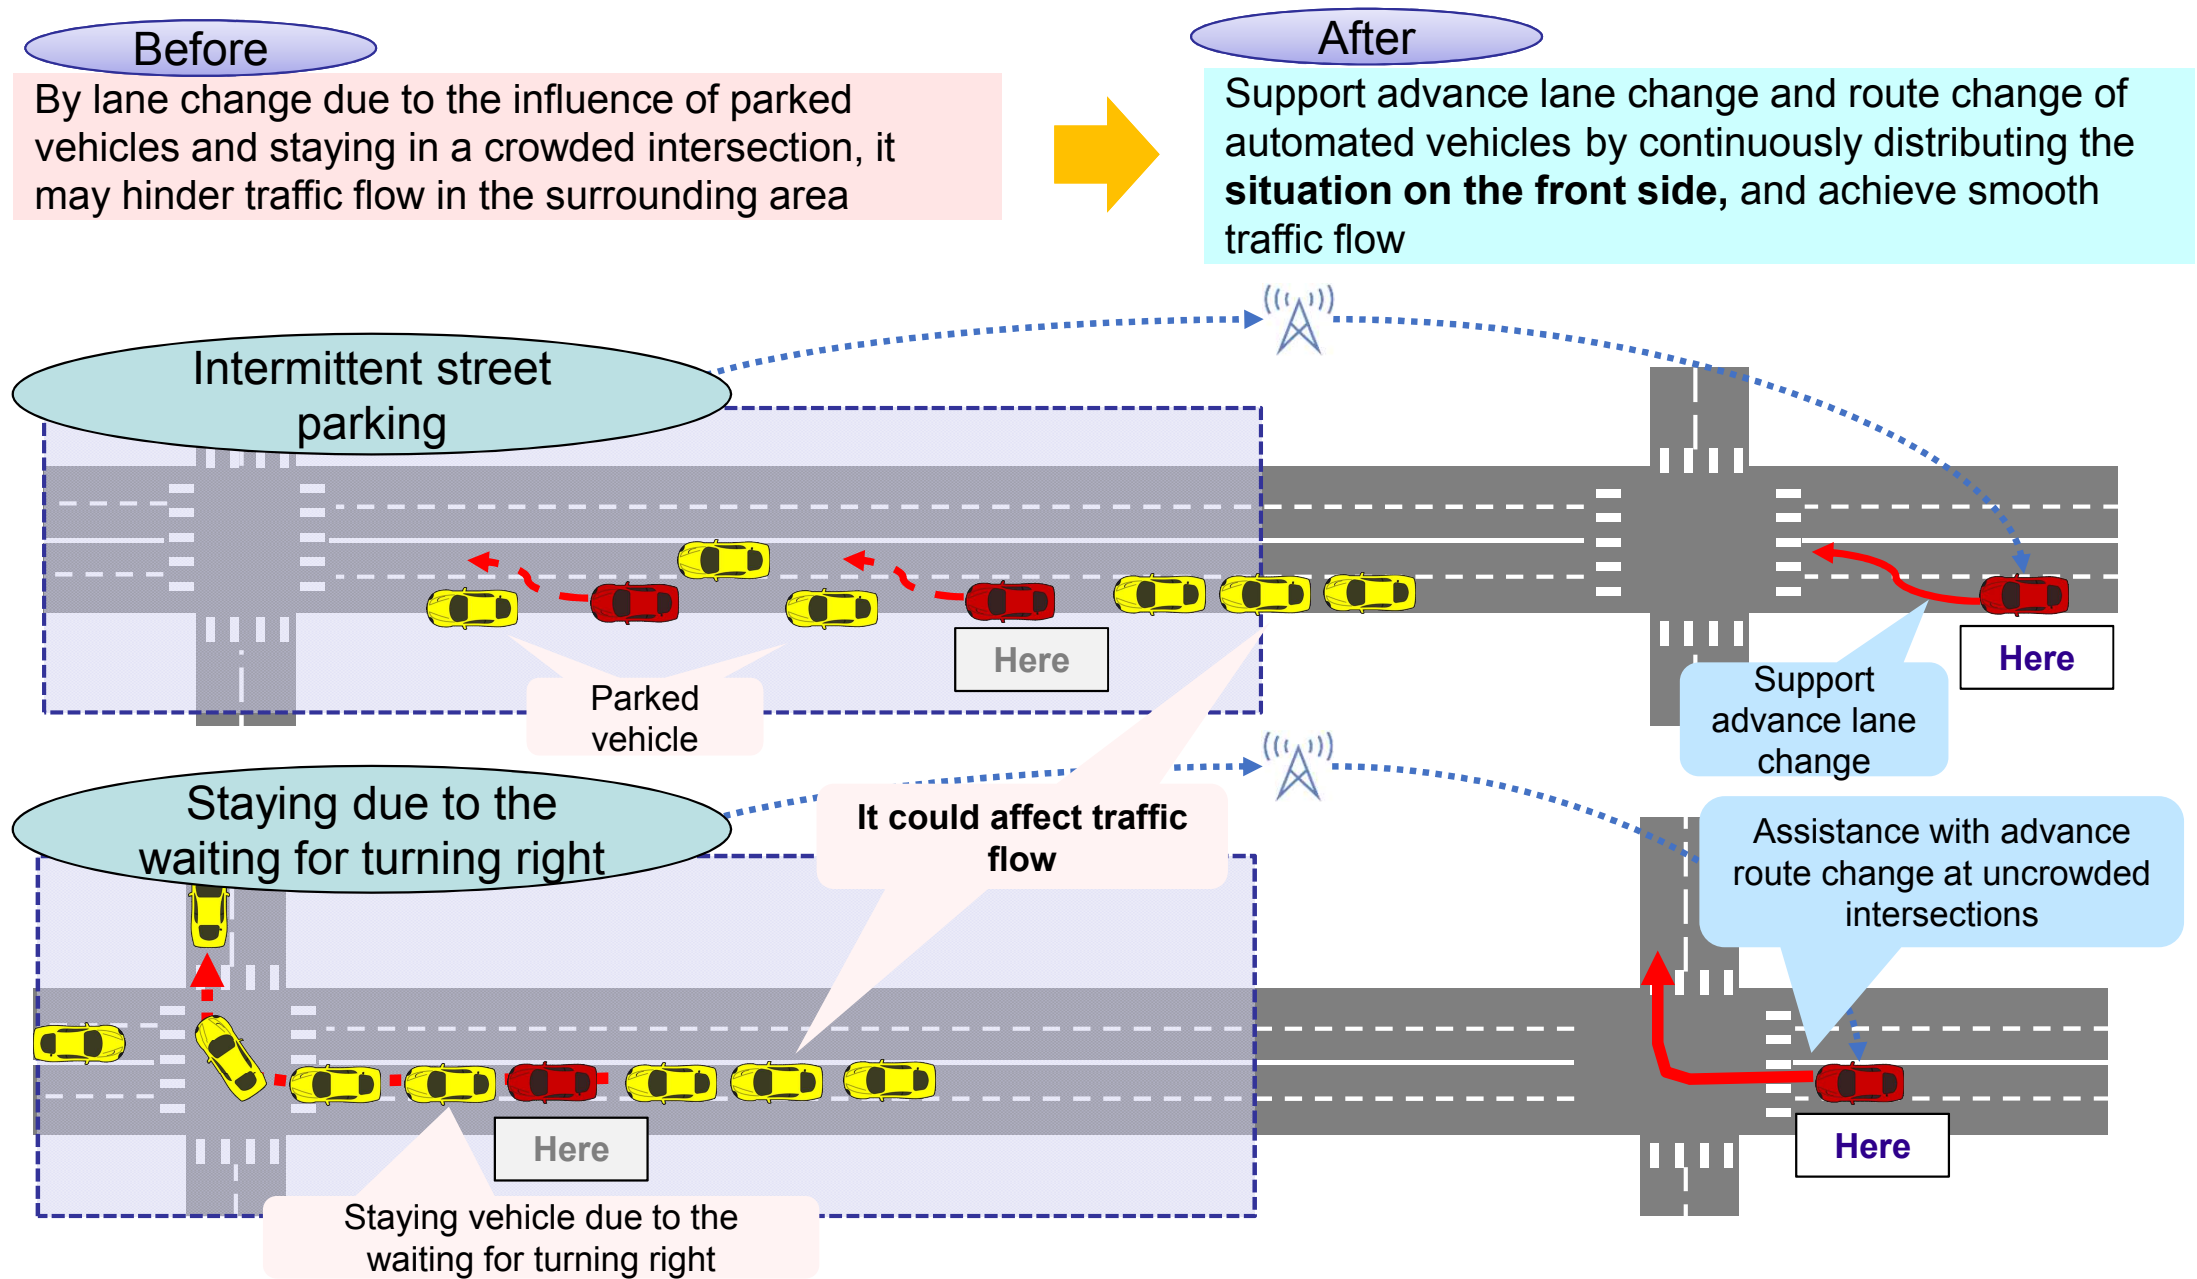 Before
By lane change due to the influence of parked
vehicles and staying in a crowded intersection, it
may hinder traffic flow in the surrounding area
After
Support advance lane change and route change of
automated vehicles by continuously distributing the
situation on the front side, and achieve smooth
traffic flow
Intermittent street
parking
Here
Parked
vehicle
Here
Support
advance lane
change
Staying due to the
waiting for turning right
It could affect traffic
flow
Assistance with advance
route change at uncrowded
intersections
Here
Here
Staying vehicle due to the
waiting for turning right